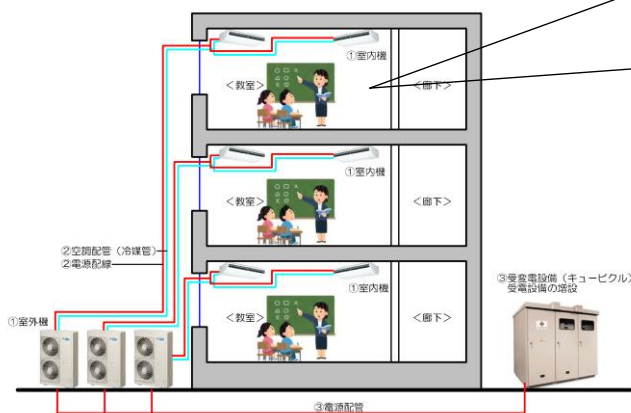 ①室内機
＜教室＞
＜廊下＞
①室内機
＜教室＞
＜廊下＞
②空調配管（冷媒管）
②電源配線
①室内機
＜教室＞
＜廊下＞
③受変電設備（キュービクル）
受電設備の増設
①室外機
③電源配管